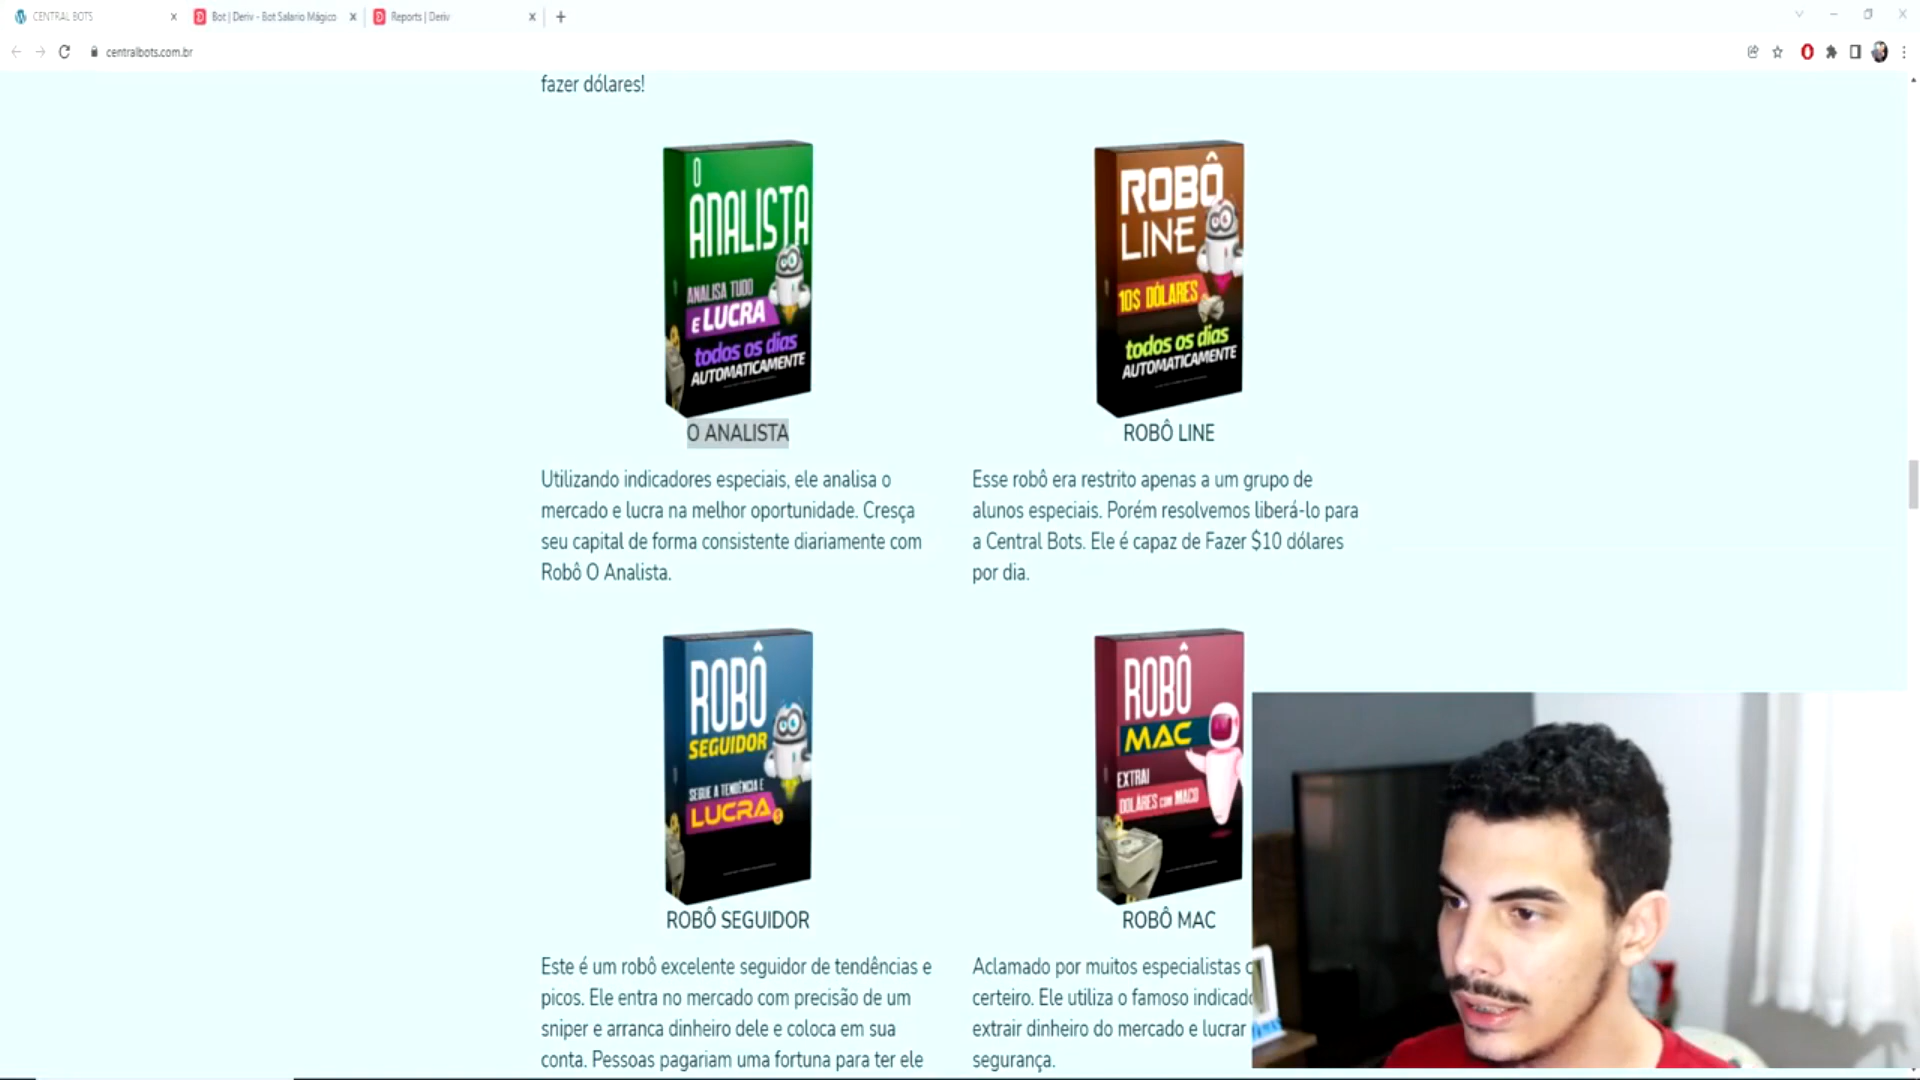 CENTRAL BOTS
Bot | Deriv - Bot Salario Mágico
Reports | Deriv
centralbots.com.br
fazer dólares!
O
ANALISTA
ANALISA TUDO
E LUCRA
todos os dias
AUTOMATICAMENTE
ROBÔ
LINE
10$ DÓLARES
todos os dias
AUTOMATICAMENTE
O ANALISTA
ROBÔ LINE
Utilizando indicadores especiais, ele analisa o
mercado e lucra na melhor oportunidade. Cresça
seu capital de forma consistente diariamente com
Robô O Analista.
Esse robô era restrito apenas a um grupo de
alunos especiais. Porém resolvemos liberá-lo para
a Central Bots. Ele é capaz de Fazer $10 dólares
por dia.
ROBÔ
SEGUIDOR
SEGUE A TENDÊNCIA E
LUCRA
ROBÔ
MAC
EXTRAI
DOLÁRES com MACD
ROBÔ SEGUIDOR
ROBÔ MAC
Este é um robô excelente seguidor de tendências e
picos. Ele entra no mercado com precisão de um
sniper e arranca dinheiro dele e coloca em sua
conta. Pessoas pagariam uma fortuna para ter ele
Aclamado por muitos especialistas
certeiro. Ele utiliza o famoso indicad
extrair dinheiro do mercado e lucrar
segurança.